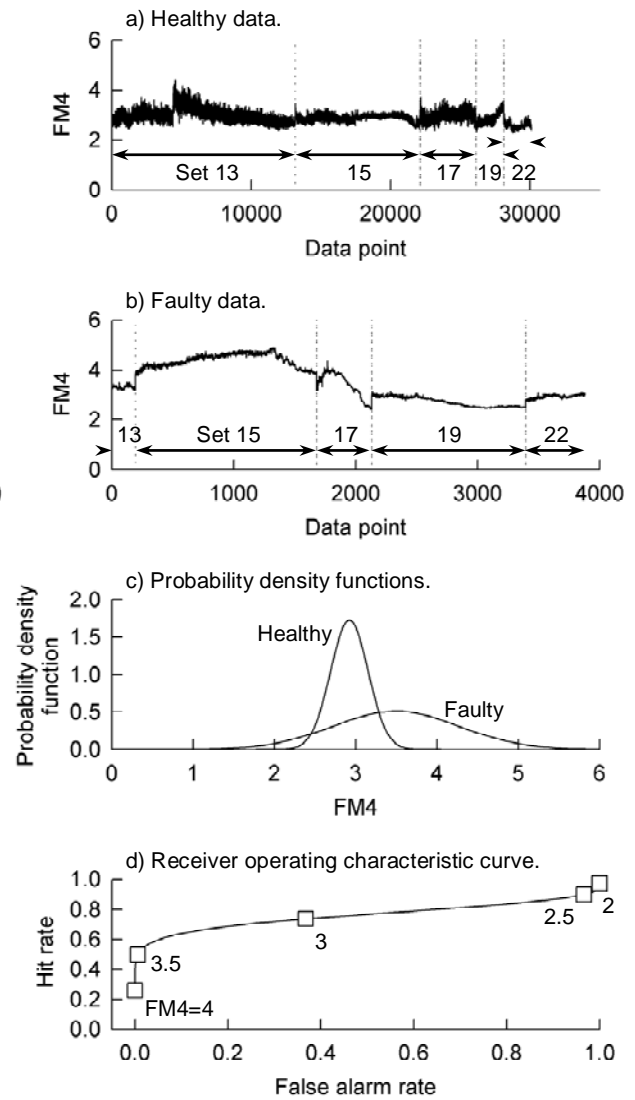 a) Healthy data.
6
4
2
0
FM4
Set 13 15 17 19 22
0 10000 20000 30000
Data point
b) Faulty data.
6
4
2
0
FM4
13 Set 15 17 19 22
0 1000 2000 3000 4000
Data point
)
c) Probability density functions.
Probability density
function
2.0
1.5
1.0
0.5
0.0
Healthy
Faulty
0 1 2 3 4 5 6
FM4
d) Receiver operating characteristic curve.
Hit rate
1.0
0.8
0.6
0.4
0.2
0.0
2.5 2
3
3.5
FM4=4
0.0 0.2 0.4 0.6 0.8 1.0
False alarm rate